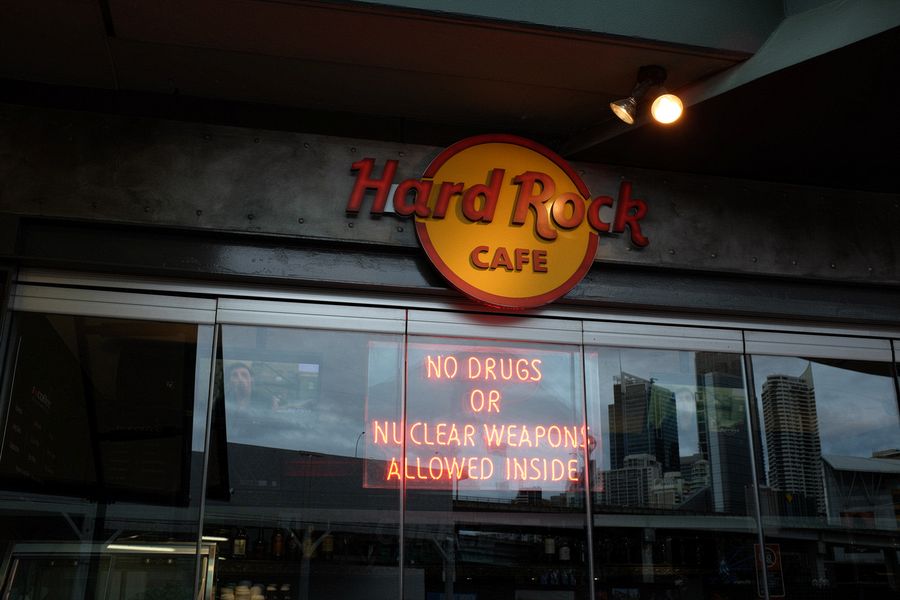 Hard Rock
CAFE
NO DRUGS
OR
NUCLEAR WEAPONS
ALLOWED INSIDE